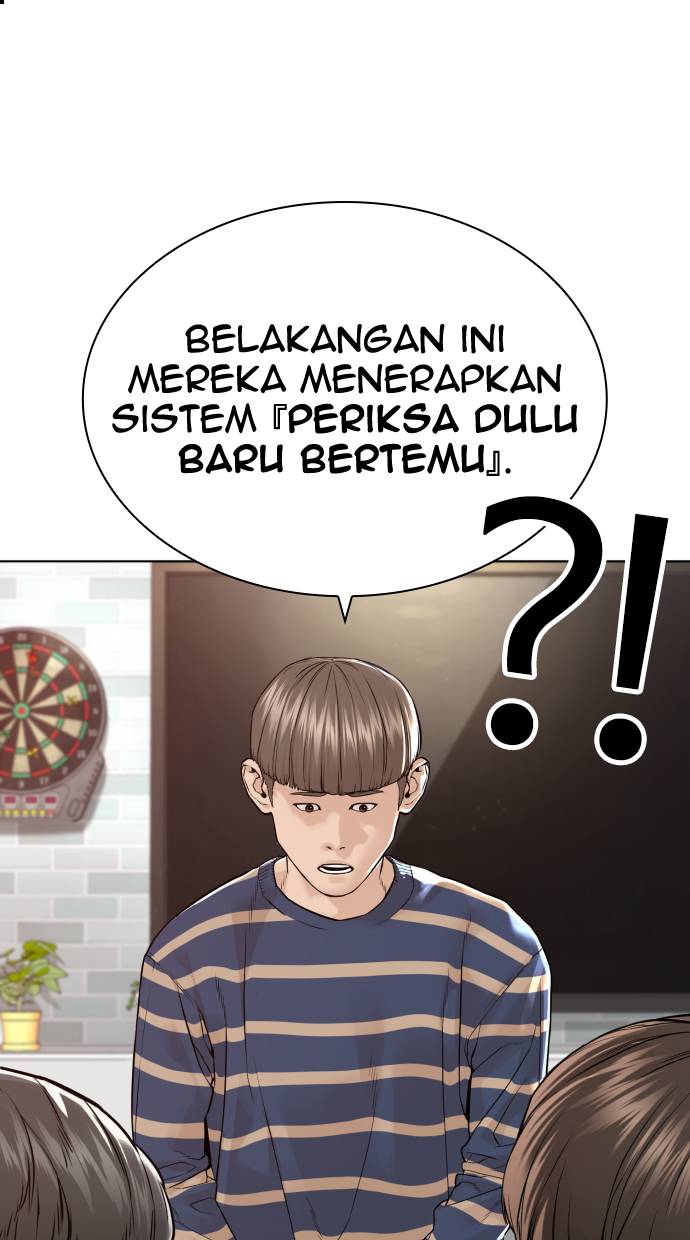 BELAKANGAN INI
MEREKA MENERAPKAN
SISTEM 『PERIKSA DULU
BARU BERTEMU』.
?!